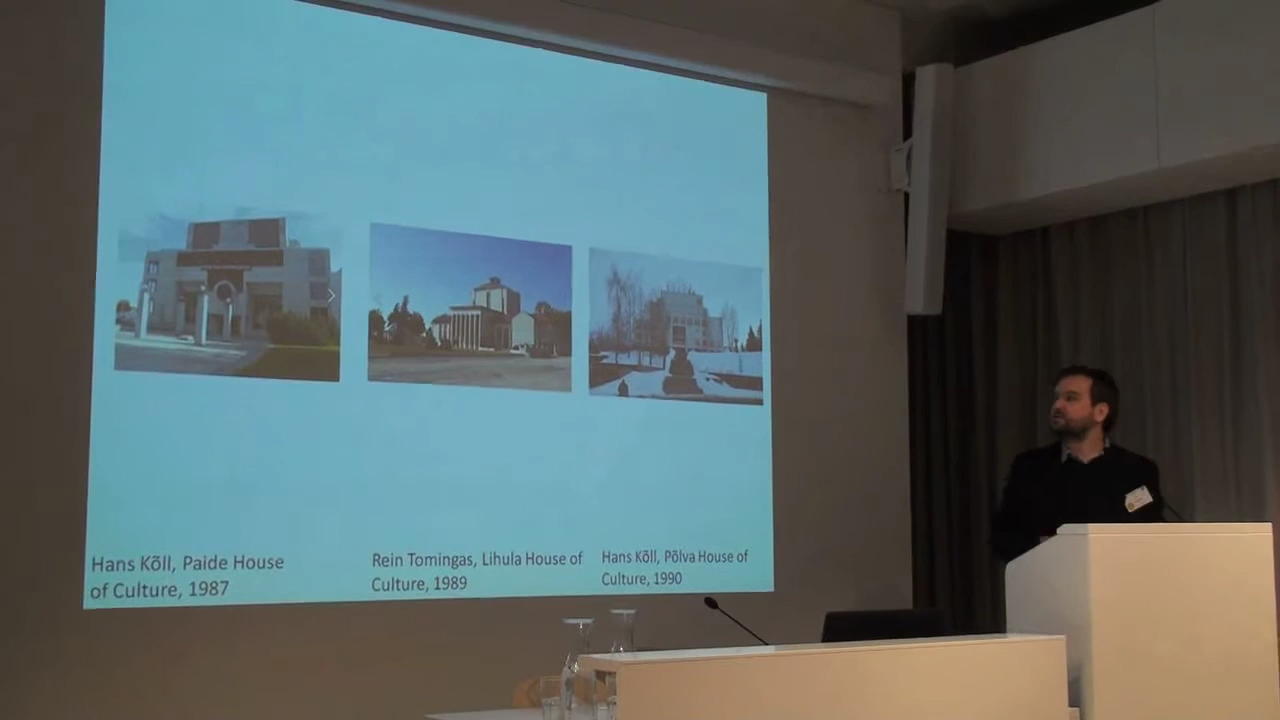 Hans Kõll, Paide House
of Culture, 1987
Rein Tomingas, Lihula House of
Culture, 1989
Hans Kõll, Põlva House of
Culture, 1990